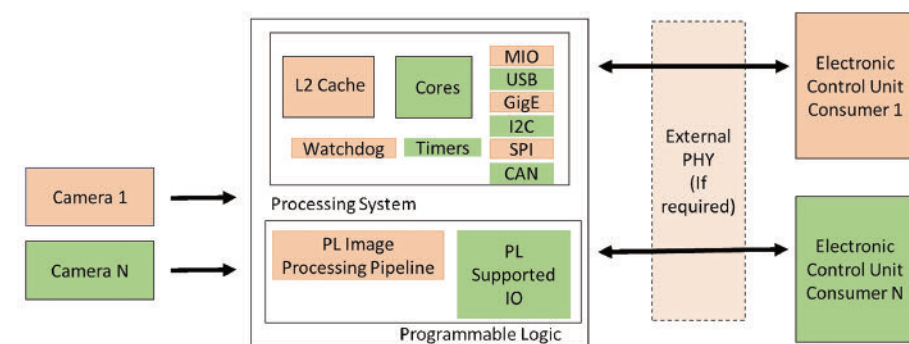 Camera 1
Camera N
L2 Cache
Cores
Watchdog
Timers
MIO
USB
GigE
I2C
SPI
CAN
Processing System
PL Image
Processing Pipeline
PL
Supported
IO
Programmable Logic
External
PHY
(If
required)
Electronic
Control Unit
Consumer 1
Electronic
Control Unit
Consumer N